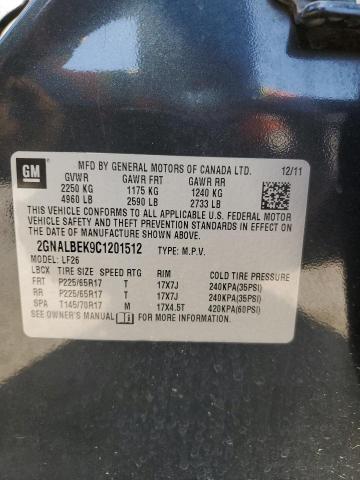 GM
MFD BY GENERAL MOTORS OF CANADA LTD. 12/11
GVWR GAWR FRT GAWR RR
2250 KG 1175 KG 1240 KG
4960 LB 2590 LB 2733 LB
THIS VEHICLE CONFORMS TO ALL APPLICABLE U.S. FEDERAL MOTOR
VEHICLE SAFETY AND THEFT PREVENTION STANDARDS IN EFFECT ON THE
DATE OF MANUFACTURE SHOWN ABOVE.
2GNALBEK9C1201512 TYPE: M.P.V.
MODEL: LF26
LBCX TIRE SIZE SPEED RTG RIM COLD TIRE PRESSURE
FRT P225/65R17 T 17X7J 240KPA(35PSI)
RR P225/65R17 T 17X7J 240KPA(35PSI)
SPA T145/70R17 M 17X4.5T 420KPA(60PSI)
SEE OWNER'S MANUAL FOR MORE INFORMATION.